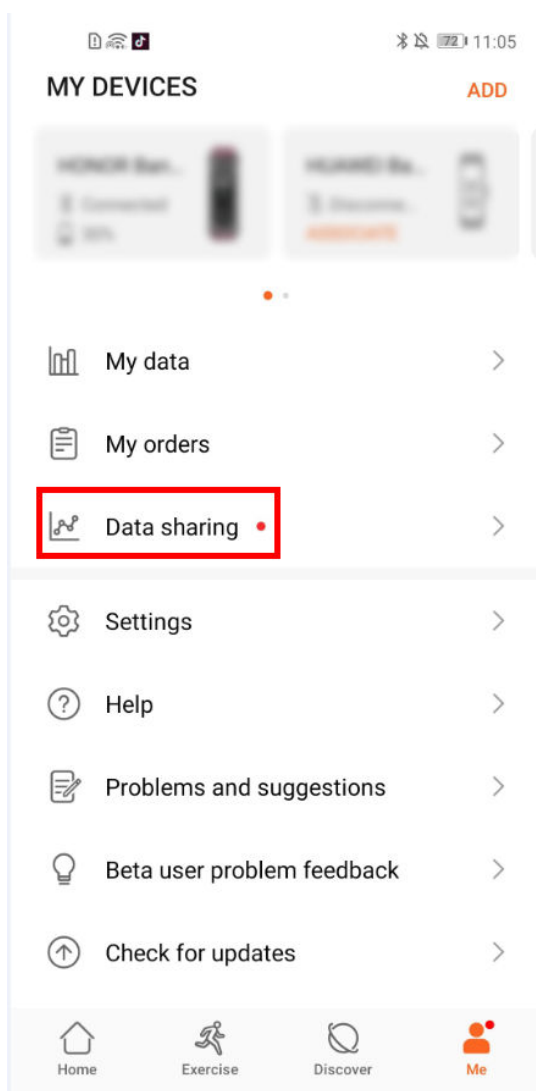 72 11:05
MY DEVICES
ADD
My data
My orders
Data sharing
Settings
Help
Problems and suggestions
Beta user problem feedback
Check for updates
Home
Exercise
Discover
Me